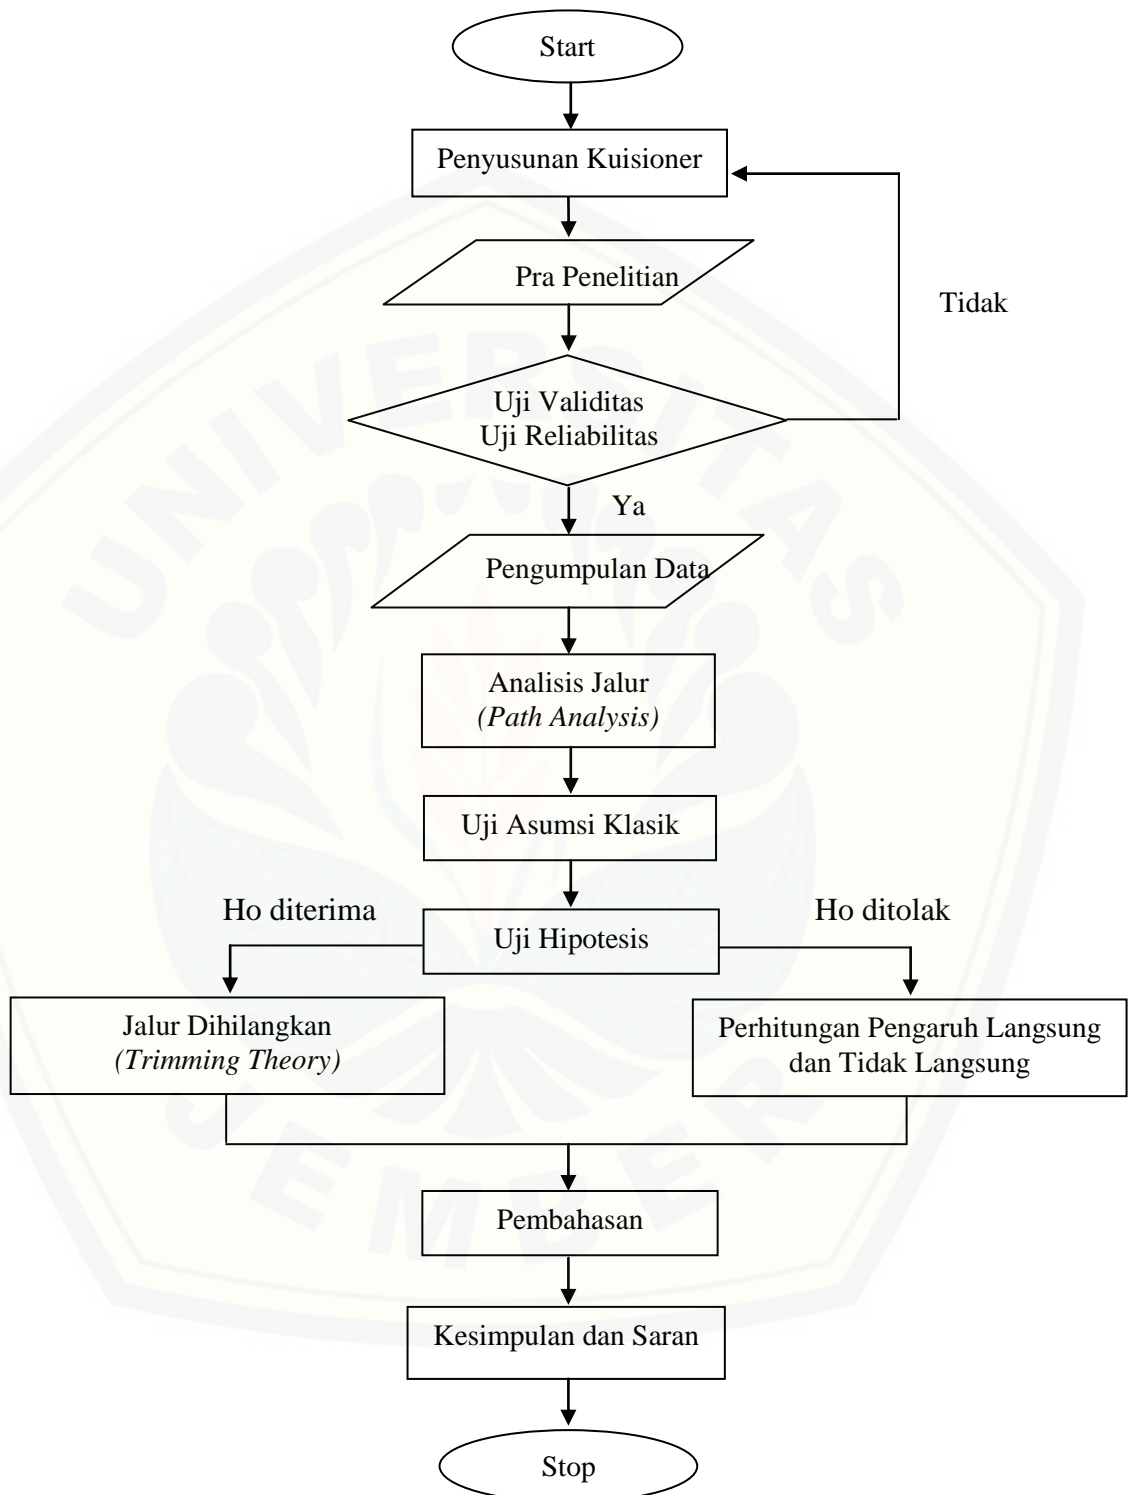 Start
Penyusunan Kuisioner
Pra Penelitian
Tidak
Uji Validitas
Uji Reliabilitas
Ya
Pengumpulan Data
Analisis Jalur
(Path Analysis)
Uji Asumsi Klasik
Ho diterima
Ho ditolak
Uji Hipotesis
Jalur Dihilangkan
(Trimming Theory)
Perhitungan Pengaruh Langsung
dan Tidak Langsung
Pembahasan
Kesimpulan dan Saran
Stop
UNIVERSITAS
JEMBER